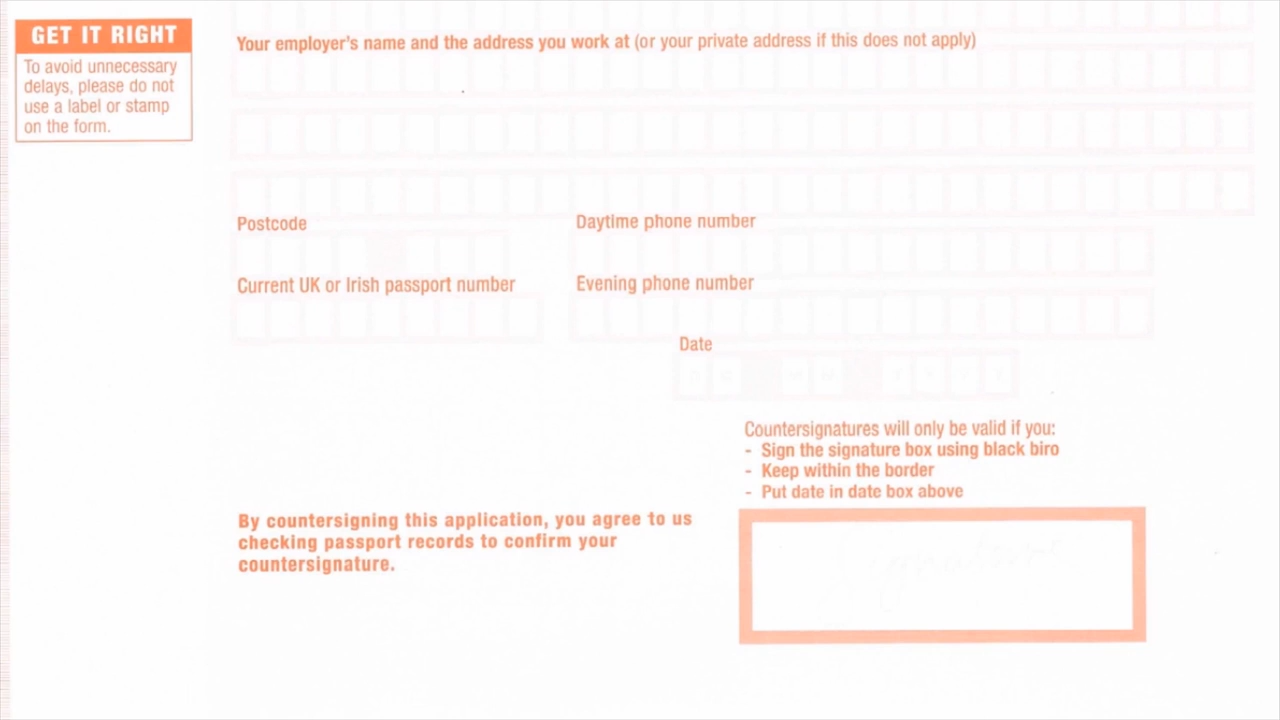 GET IT RIGHT
To avoid unnecessary
delays, please do not
use a label or stamp
on the form.
Your employer's name and the address you work at (or your private address if this does not apply)
Postcode
Daytime phone number
Current UK or Irish passport number
Evening phone number
Date
Countersignatures will only be valid if you:
- Sign the signature box using black biro
- Keep within the border
- Put date in date box above
By countersigning this application, you agree to us
checking passport records to confirm your
countersignature.